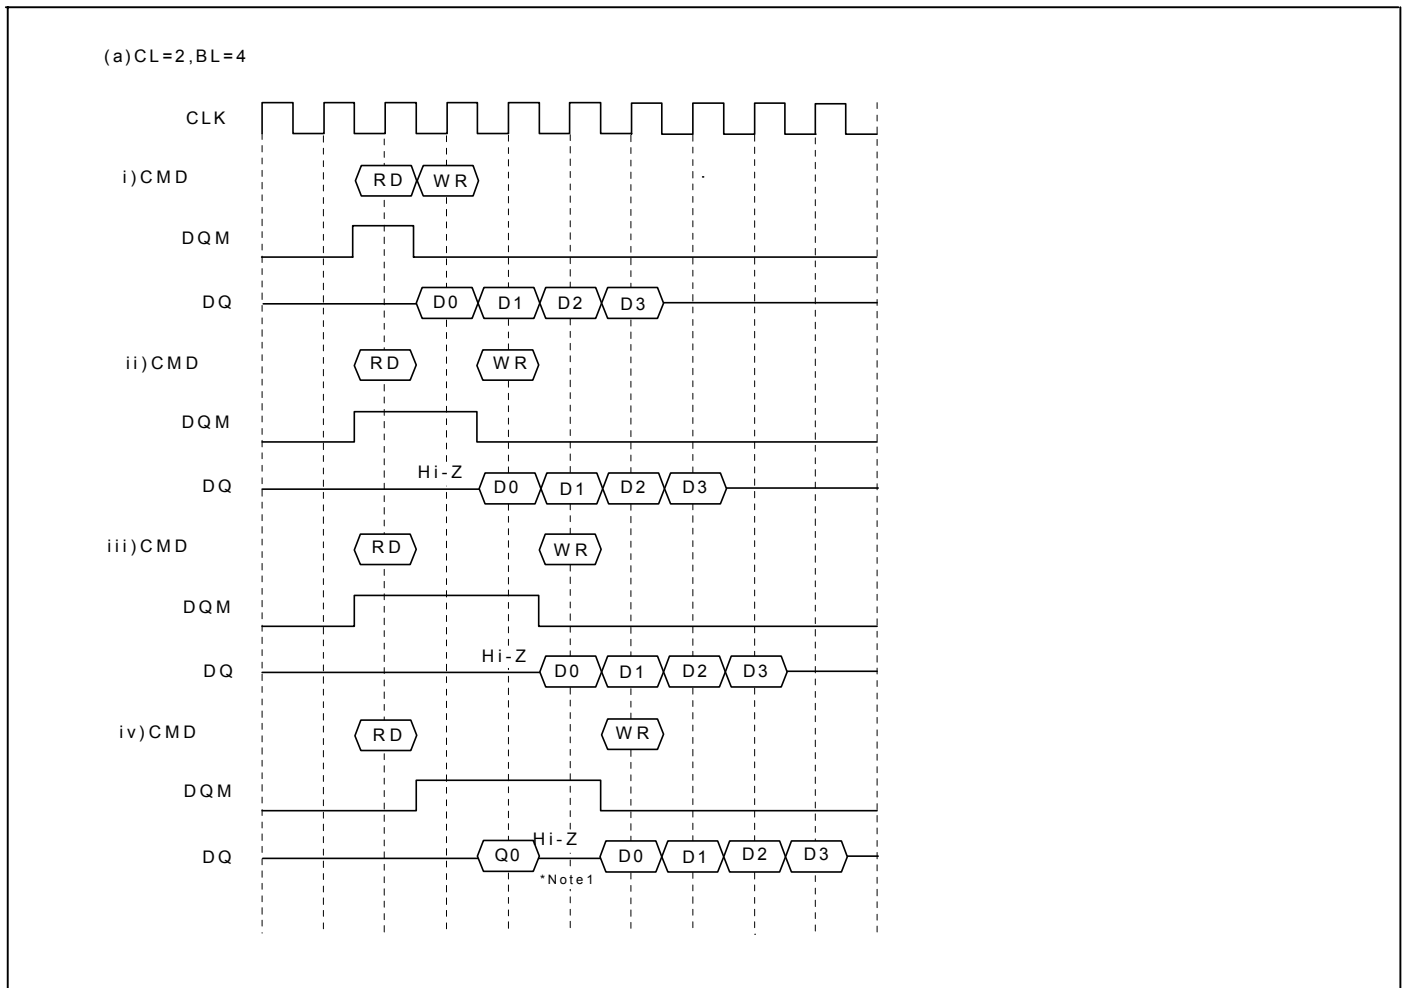 (a)CL=2,BL=4
CLK
i)CMD RD WR
DQM
DQ D0 D1 D2 D3
ii)CMD RD WR
DQM
Hi-Z
DQ D0 D1 D2 D3
iii)CMD RD WR
DQM
Hi-Z
DQ D0 D1 D2 D3
iv)CMD RD WR
DQM
Hi-Z
DQ Q0 D0 D1 D2 D3
*Note1